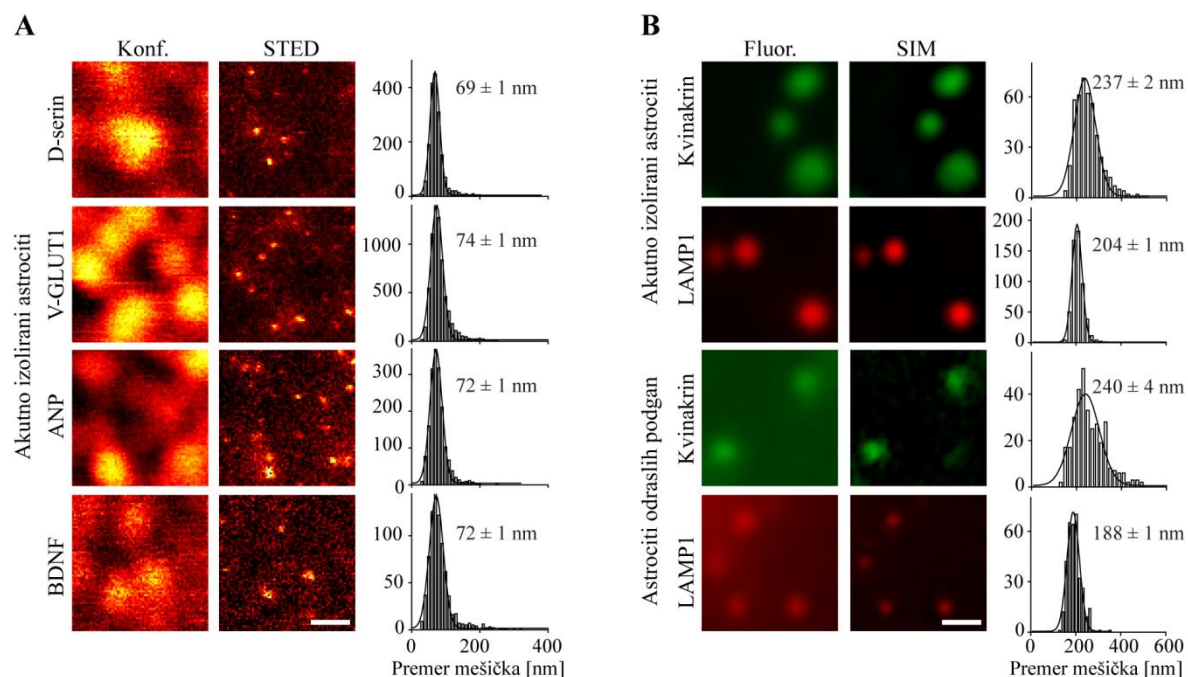 A
Konf.
STED
Akutno izolirani astrociti
D-serin
400
200
0
69 ± 1 nm
V-GLUT1
1000
500
0
74 ± 1 nm
ANP
300
200
100
0
72 ± 1 nm
BDNF
100
50
0
72 ± 1 nm
0 200 400
Premer mešička [nm]
B
Fluor.
SIM
Akutno izolirani astrociti
Kvinakrin
60
30
0
237 ± 2 nm
LAMP1
200
150
100
50
0
204 ± 1 nm
Astrociti odraslih podgan
Kvinakrin
40
20
0
240 ± 4 nm
LAMP1
60
30
0
188 ± 1 nm
0 200 400 600
Premer mešička [nm]